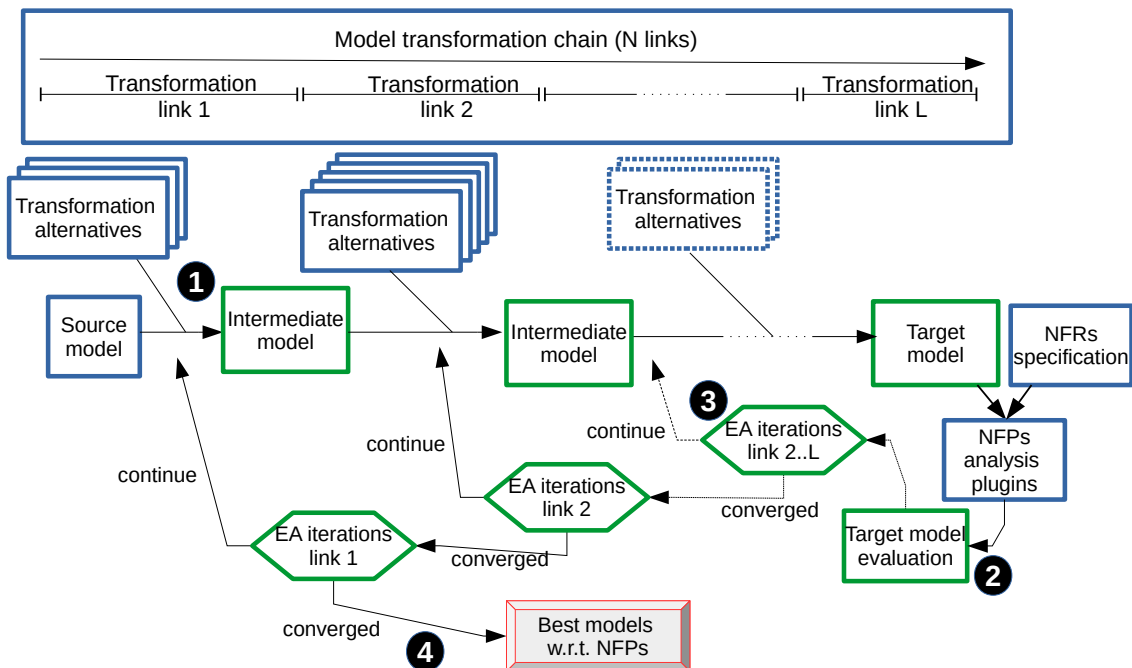 Model transformation chain (N links)
Transformation
link 1
Transformation
link 2
Transformation
link L
Transformation
alternatives
Transformation
alternatives
Transformation
alternatives
1
Source
model
Intermediate
model
Intermediate
model
Target
model
NFRs
specification
3
continue
EA iterations
link 2..L
NFPs
analysis
plugins
continue
EA iterations
link 2
converged
continue
EA iterations
link 1
converged
Target model
evaluation
2
converged
4
Best models
w.r.t. NFPs